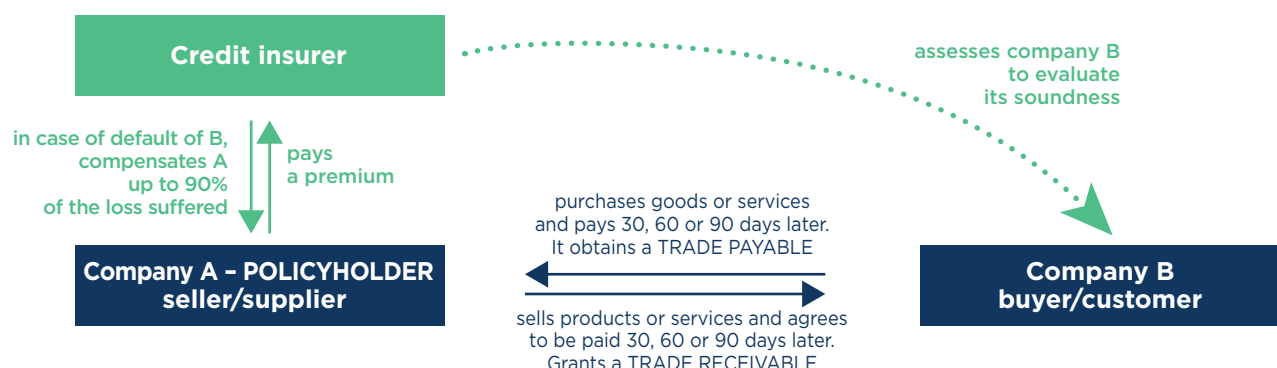 Credit insurer
assesses company B
to evaluate
its soundness
in case of default of B,
compensates A
up to 90%
of the loss suffered
pays
a premium
purchases goods or services
and pays 30, 60 or 90 days later.
It obtains a TRADE PAYABLE
Company A – POLICYHOLDER
seller/supplier
Company B
buyer/customer
sells products or services and agrees
to be paid 30, 60 or 90 days later.
Grants a TRADE RECEIVABLE